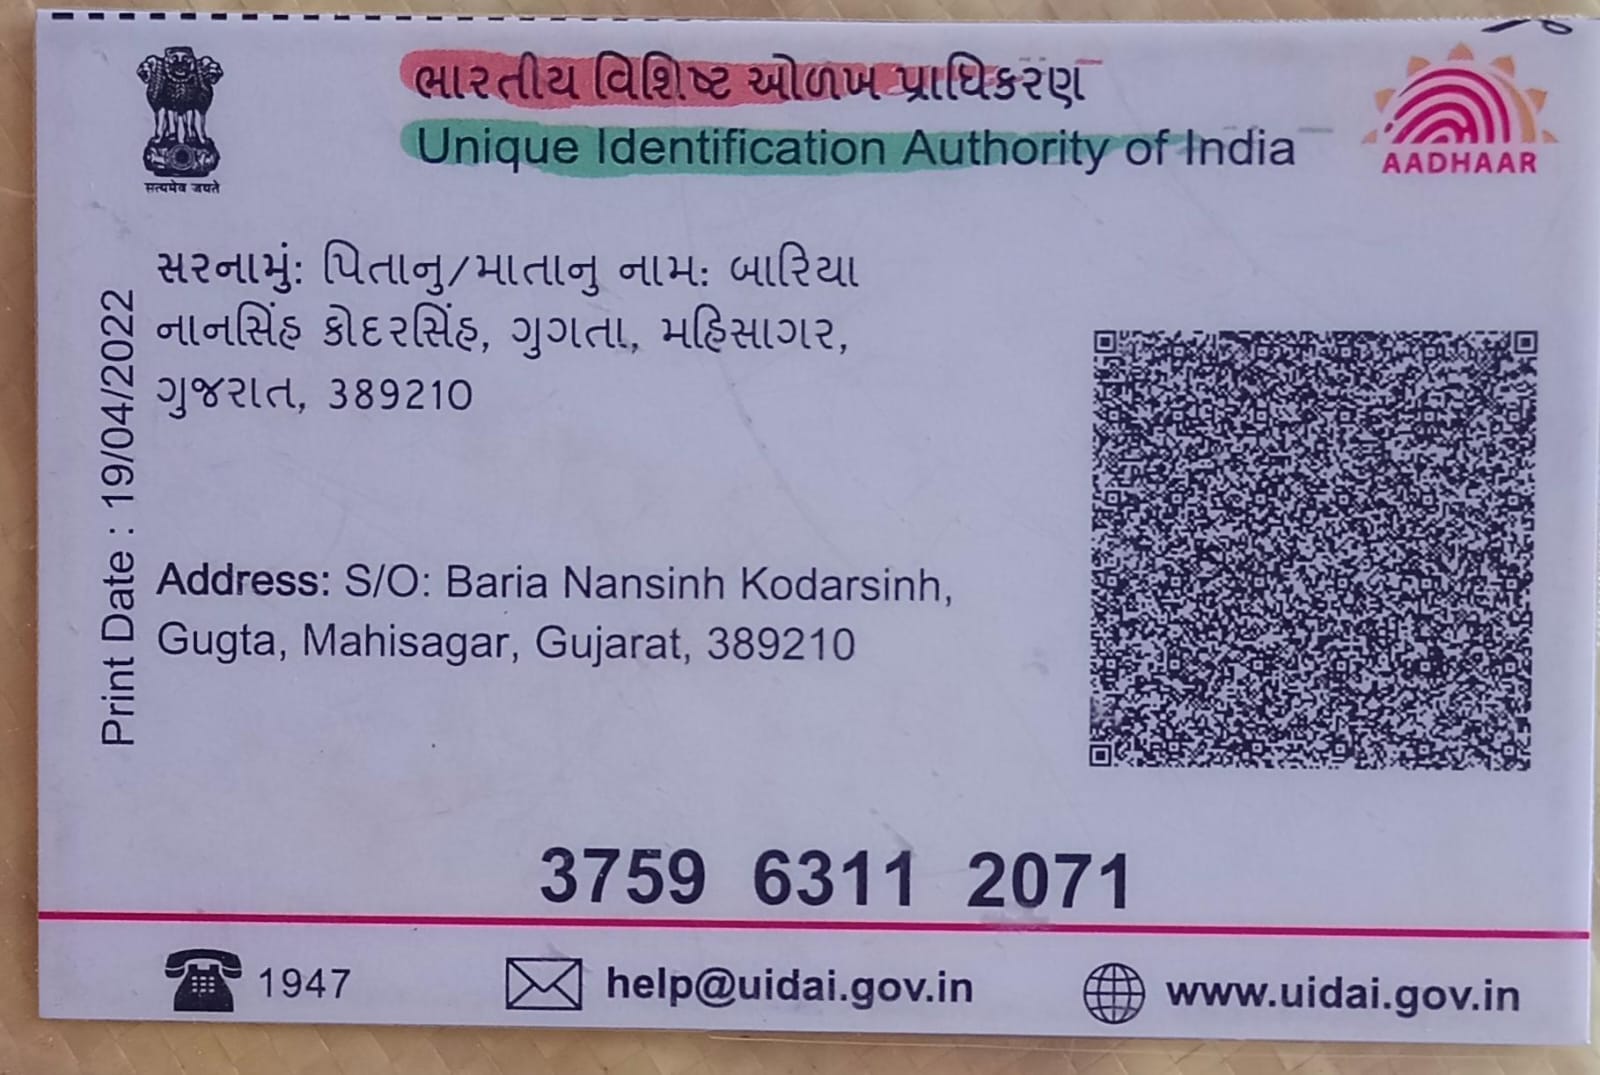 ભારતીય વિશિષ્ટ ઓળખ પ્રાધિકરણ
Unique Identification Authority of India
AADHAAR
सत्यमेव जयते
સરનામું: પિતાનુ/માતાનુ નામ: બારિયા
નાનસિંહ કોદરસિંહ, ગુગતા, મહિસાગર,
ગુજરાત, 389210
Print Date : 19/04/2022
Address: S/O: Baria Nansinh Kodarsinh,
Gugta, Mahisagar, Gujarat, 389210
3759 6311 2071
1947
help@uidai.gov.in
www.uidai.gov.in